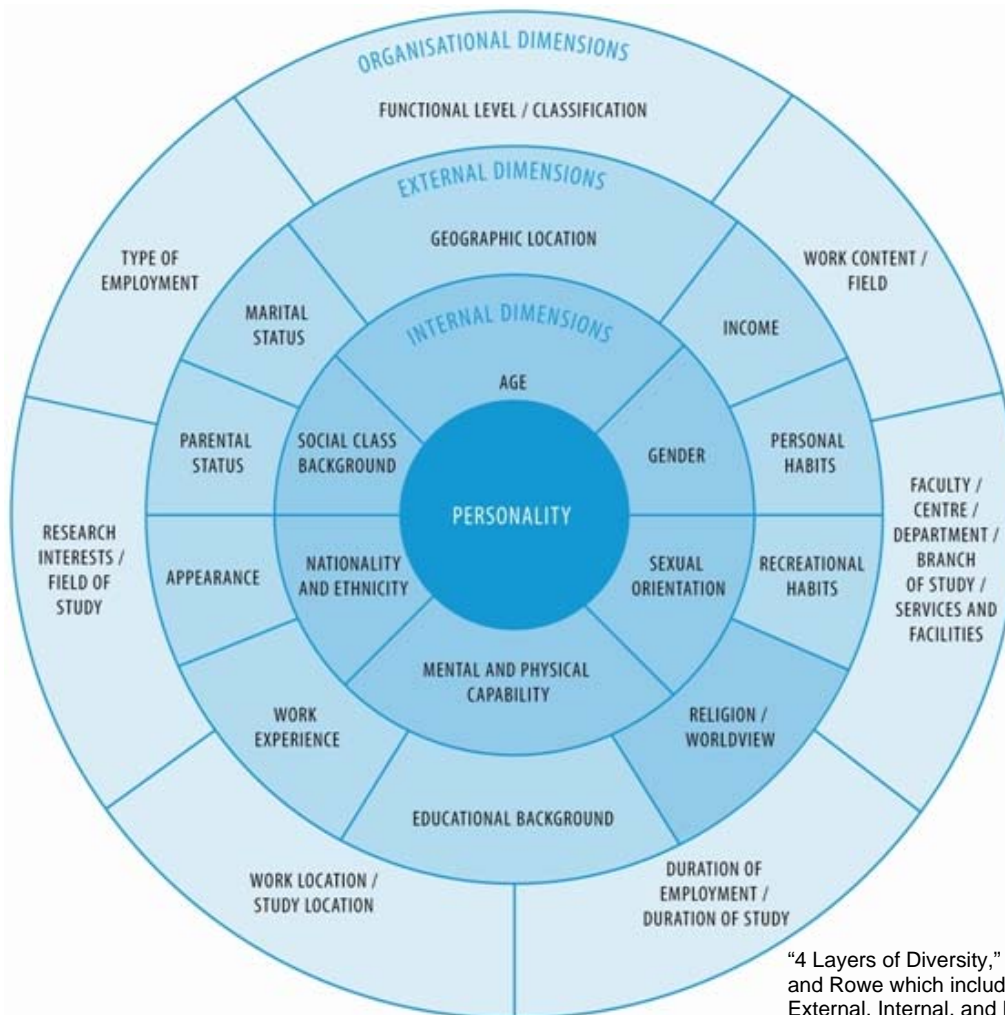 ORGANISATIONAL DIMENSIONS
FUNCTIONAL LEVEL / CLASSIFICATION
EXTERNAL DIMENSIONS
GEOGRAPHIC LOCATION
TYPE OF
EMPLOYMENT
WORK CONTENT /
FIELD
MARITAL
STATUS
INCOME
INTERNAL DIMENSIONS
AGE
PARENTAL
STATUS
SOCIAL CLASS
BACKGROUND
GENDER
PERSONAL
HABITS
PERSONALITY
RESEARCH
INTERESTS /
FIELD OF
STUDY
FACULTY /
CENTRE /
DEPARTMENT /
BRANCH
OF STUDY /
SERVICES AND
FACILITIES
APPEARANCE
NATIONALITY
AND ETHNICITY
SEXUAL
ORIENTATION
RECREATIONAL
HABITS
MENTAL AND PHYSICAL
CAPABILITY
WORK
EXPERIENCE
RELIGION /
WORLDVIEW
EDUCATIONAL BACKGROUND
WORK LOCATION /
STUDY LOCATION
DURATION OF
EMPLOYMENT /
DURATION OF STUDY
“4 Layers of Diversity,”
and Rowe which includ
External, Internal, and